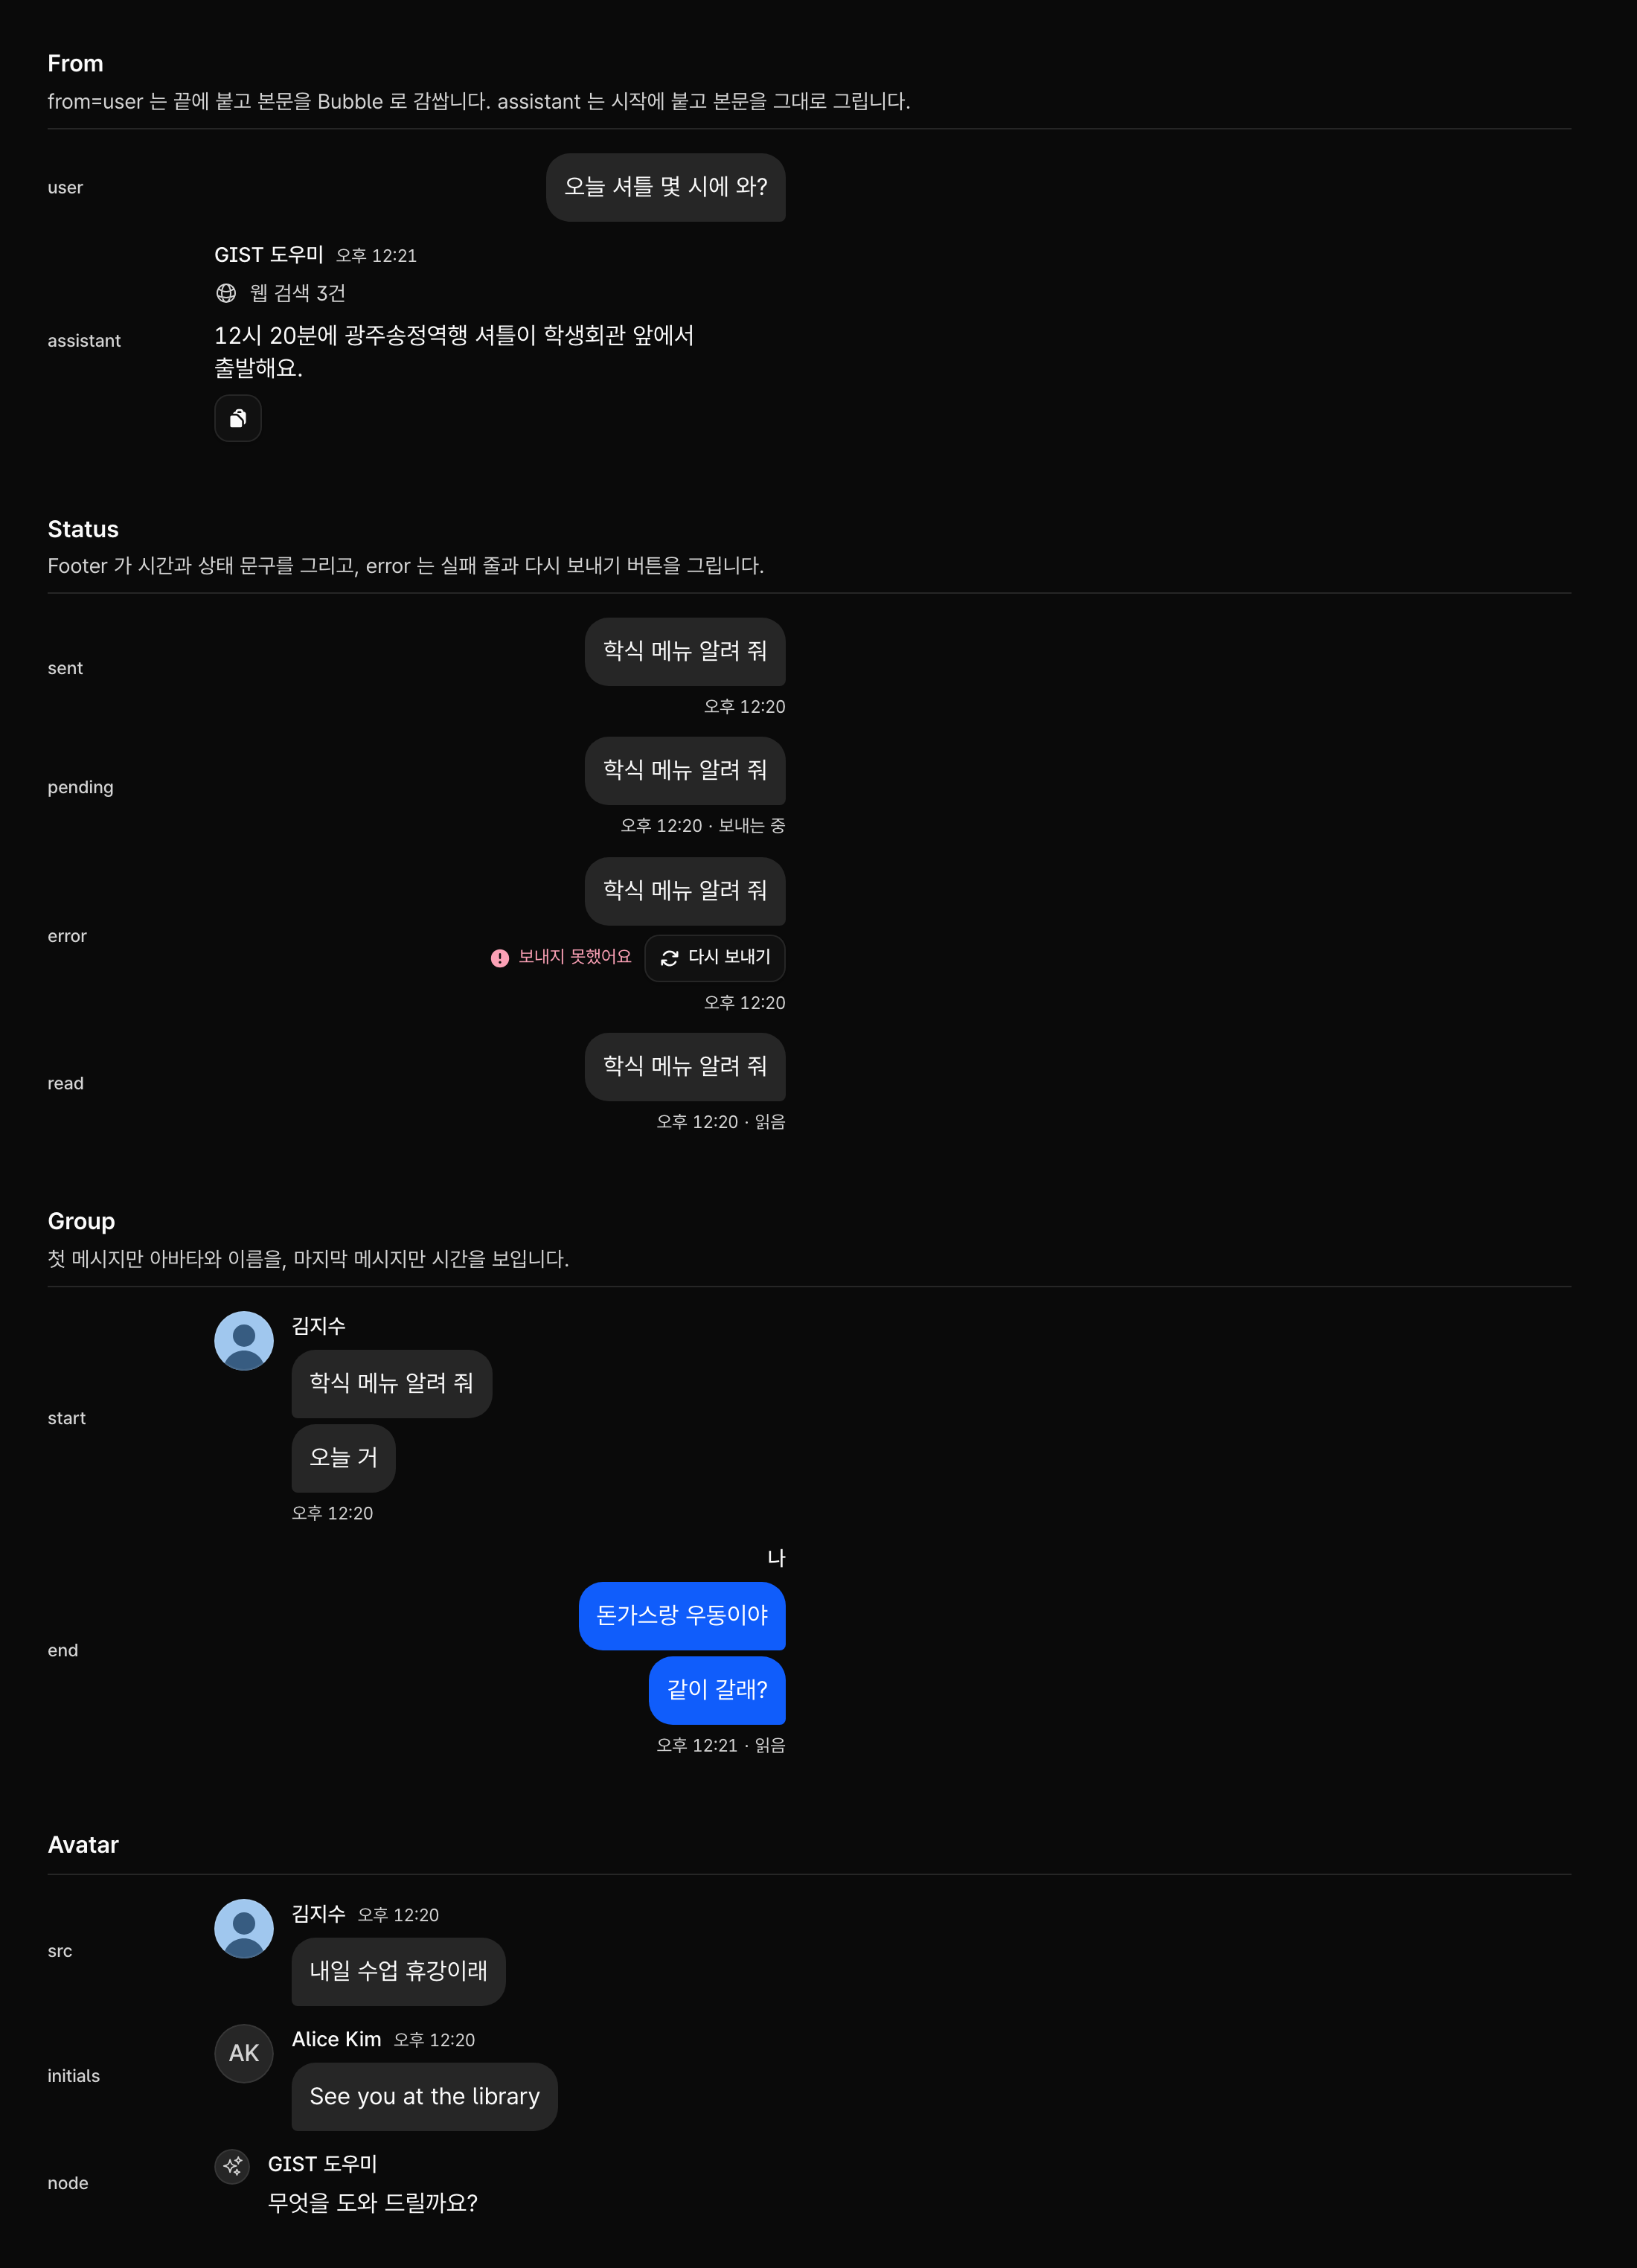 From
from=user 는 끝에 붙고 본문을 Bubble 로 감쌉니다. assistant 는 시작에 붙고 본문을 그대로 그립니다.
user
오늘 셔틀 몇 시에 와?
GIST 도우미 오후 12:21
웹 검색 3건
assistant
12시 20분에 광주송정역행 셔틀이 학생회관 앞에서
출발해요.
Status
Footer 가 시간과 상태 문구를 그리고, error 는 실패 줄과 다시 보내기 버튼을 그립니다.
sent
학식 메뉴 알려 줘
오후 12:20
pending
학식 메뉴 알려 줘
오후 12:20 · 보내는 중
error
학식 메뉴 알려 줘
보내지 못했어요 다시 보내기
오후 12:20
read
학식 메뉴 알려 줘
오후 12:20 · 읽음
Group
첫 메시지만 아바타와 이름을, 마지막 메시지만 시간을 보입니다.
start
김지수
학식 메뉴 알려 줘
오늘 거
오후 12:20
end
나
돈가스랑 우동이야
같이 갈래?
오후 12:21 · 읽음
Avatar
src
김지수 오후 12:20
내일 수업 휴강이래
initials
AK
Alice Kim 오후 12:20
See you at the library
node
GIST 도우미
무엇을 도와 드릴까요?